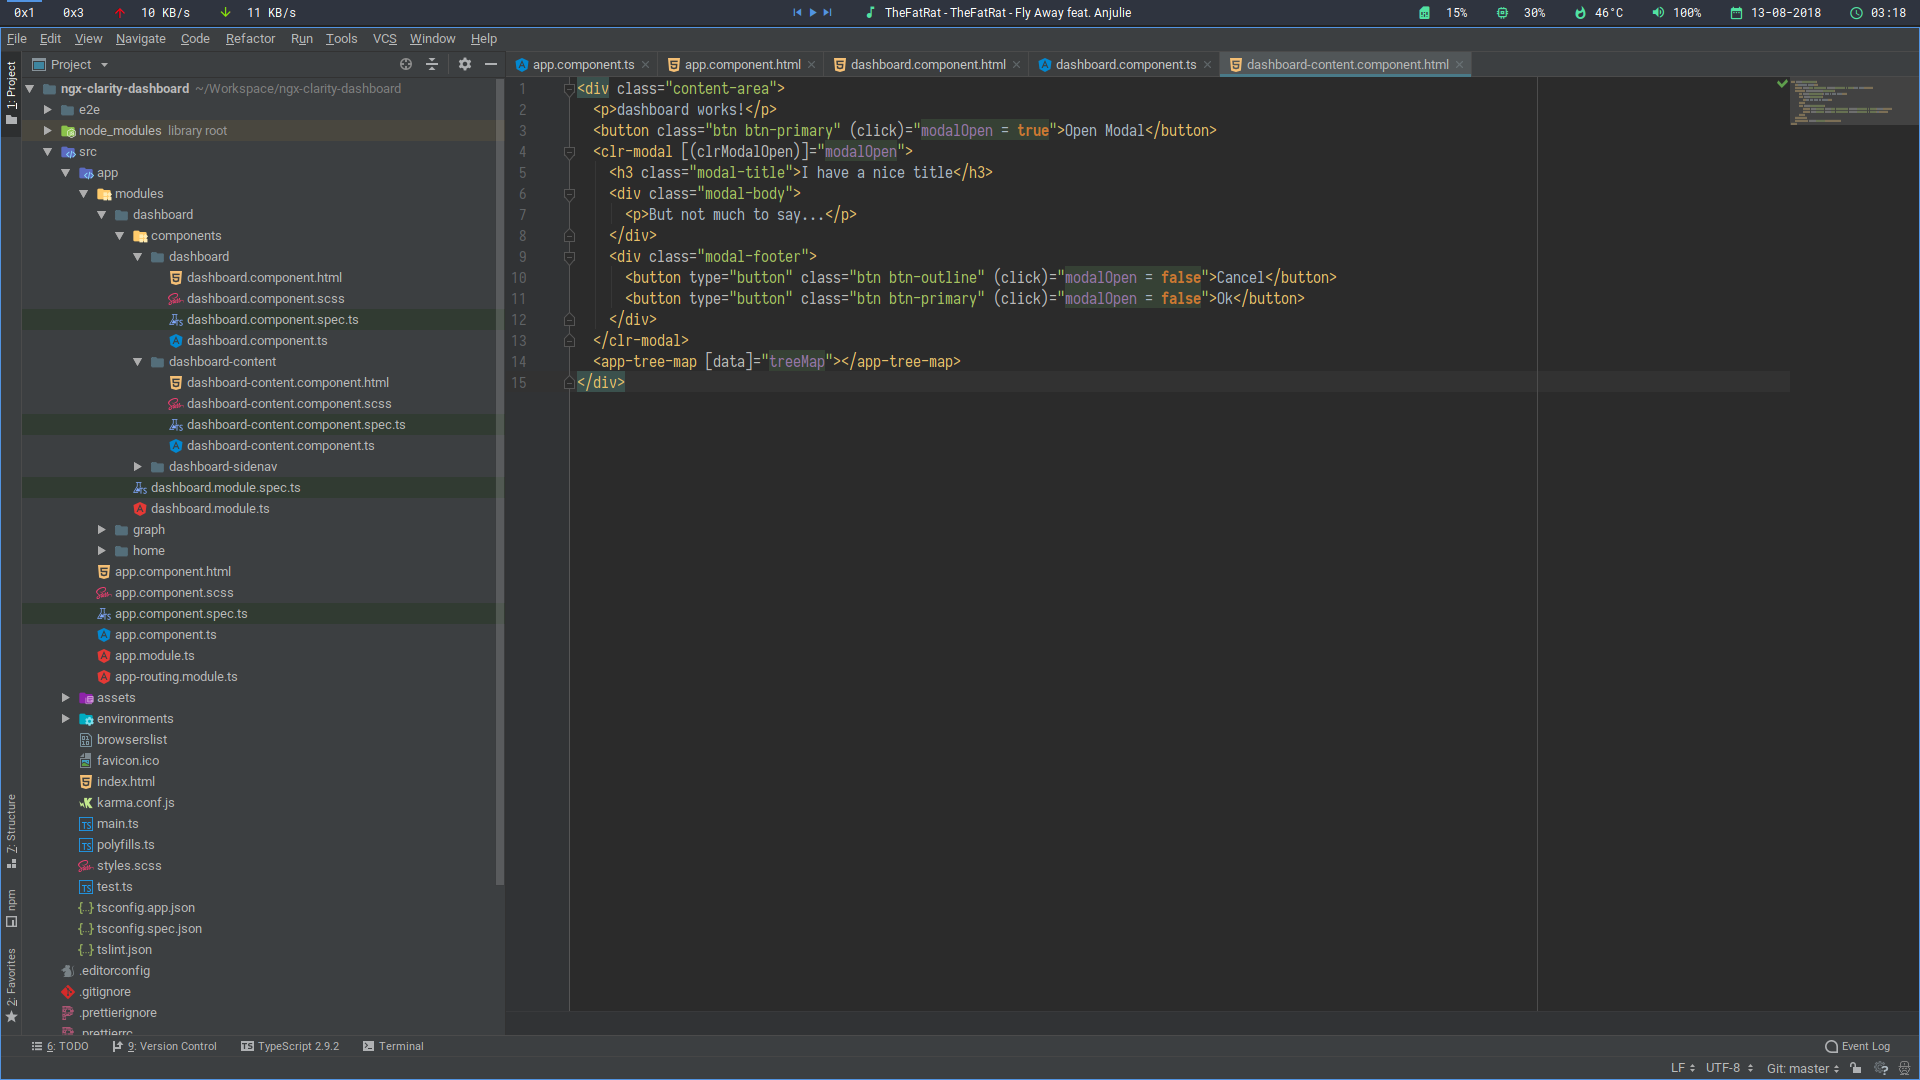 0x1 0x3 10 KB/s 11 KB/s TheFatRat - TheFatRat - Fly Away feat. Anjulie 15% 30% 46°C 100% 13-08-2018 03:18
File Edit View Navigate Code Refactor Run Tools VCS Window Help
Project
app.component.ts app.component.html dashboard.component.html dashboard.component.ts dashboard-content.component.html
1: Project
7: Structure
npm
2: Favorites
ngx-clarity-dashboard ~/Workspace/ngx-clarity-dashboard
e2e
node_modules library root
src
app
modules
dashboard
components
dashboard
dashboard.component.html
dashboard.component.scss
dashboard.component.spec.ts
dashboard.component.ts
dashboard-content
dashboard-content.component.html
dashboard-content.component.scss
dashboard-content.component.spec.ts
dashboard-content.component.ts
dashboard-sidenav
dashboard.module.spec.ts
dashboard.module.ts
graph
home
app.component.html
app.component.scss
app.component.spec.ts
app.component.ts
app.module.ts
app-routing.module.ts
assets
environments
browserslist
favicon.ico
index.html
karma.conf.js
main.ts
polyfills.ts
styles.scss
test.ts
tsconfig.app.json
tsconfig.spec.json
tslint.json
.editorconfig
.gitignore
.prettierignore
.prettierrc
1 <div class="content-area">
2 <p>dashboard works!</p>
3 <button class="btn btn-primary" (click)="modalOpen = true">Open Modal</button>
4 <clr-modal [(clrModalOpen)]="modalOpen">
5 <h3 class="modal-title">I have a nice title</h3>
6 <div class="modal-body">
7 <p>But not much to say...</p>
8 </div>
9 <div class="modal-footer">
10 <button type="button" class="btn btn-outline" (click)="modalOpen = false">Cancel</button>
11 <button type="button" class="btn btn-primary" (click)="modalOpen = false">Ok</button>
12 </div>
13 </clr-modal>
14 <app-tree-map [data]="treeMap"></app-tree-map>
15 </div>
6: TODO 9: Version Control TypeScript 2.9.2 Terminal Event Log
LF UTF-8 Git: master